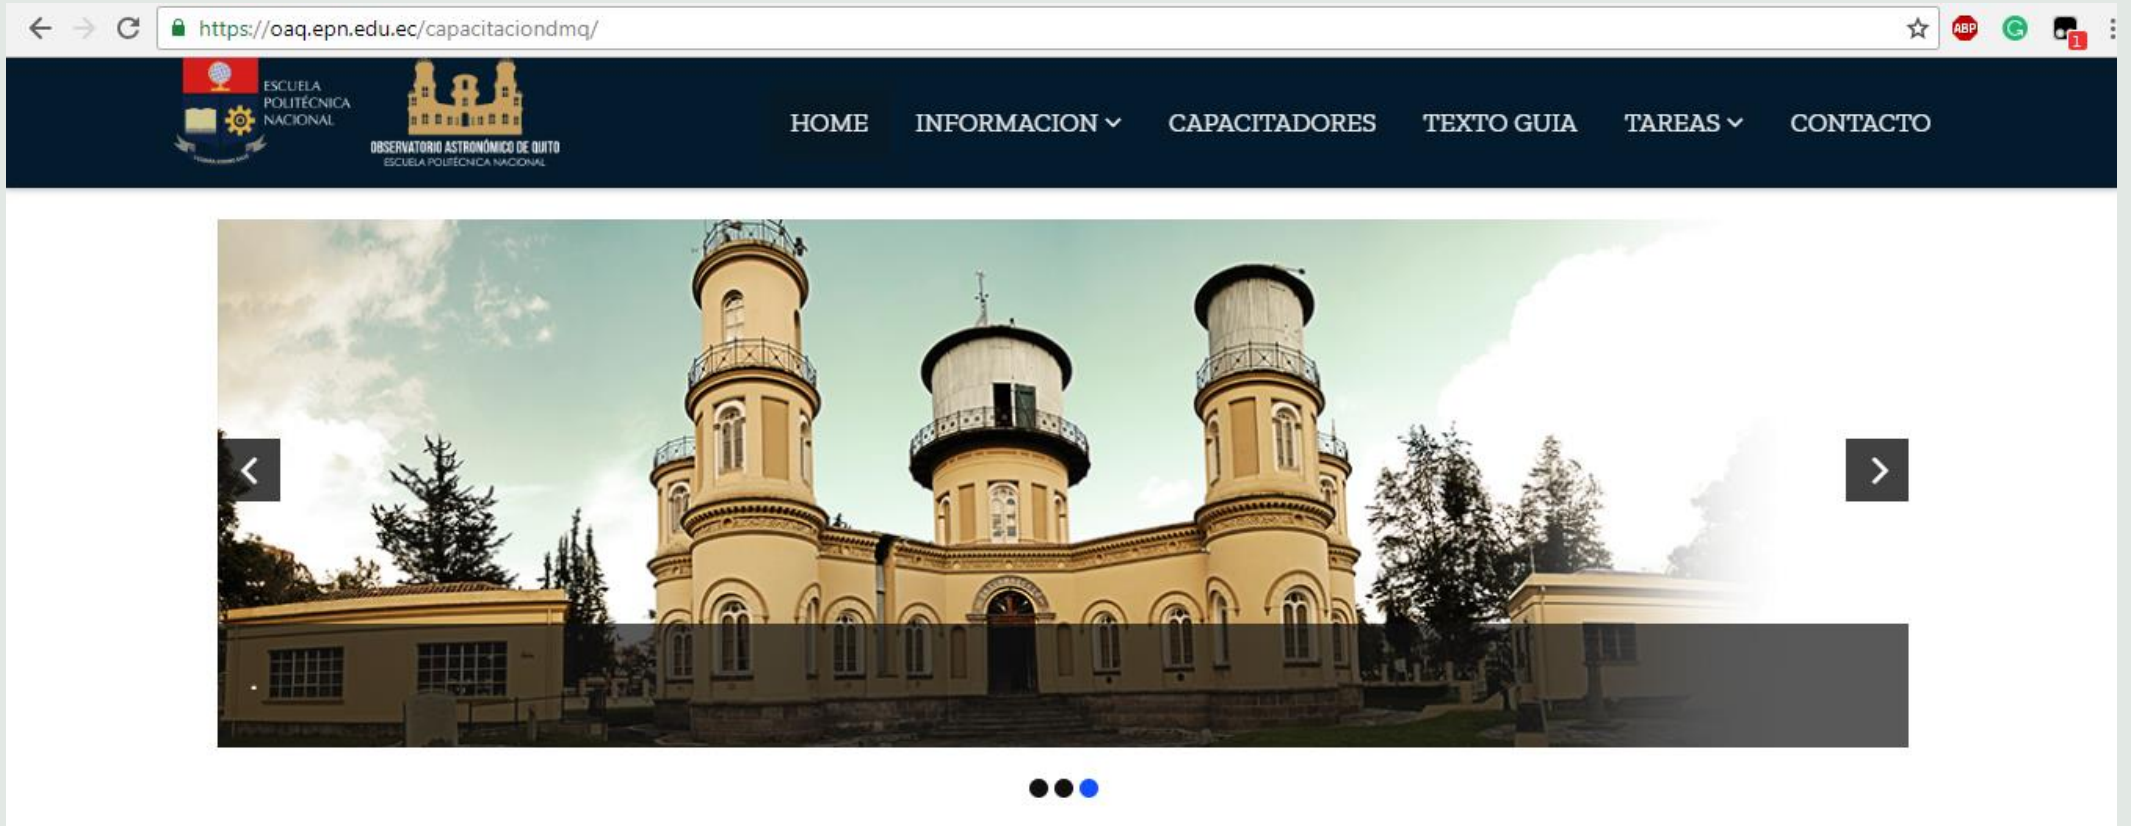 https://oaq.epn.edu.ec/capacitaciondmq/
ABP
1
ESCUELA
POLITÉCNICA
NACIONAL
OBSERVATORIO ASTRONÓMICO DE QUITO
ESCUELA POLITÉCNICA NACIONAL
HOME INFORMACION CAPACITADORES TEXTO GUIA TAREAS CONTACTO